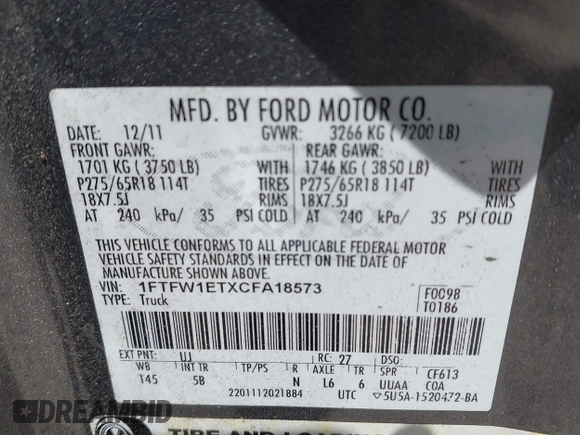 MFD. BY FORD MOTOR CO.
DATE: 12/11 GVWR: 3266 KG ( 7200 LB)
FRONT GAWR: REAR GAWR:
1701 KG ( 3750 LB) WITH 1746 KG ( 3850 LB) WITH
P275/65R18 114T TIRES P275/65R18 114T TIRES
18X7.5J RIMS 18X7.5J RIMS
AT 240 kPa/ 35 PSI COLD AT 240 kPa/ 35 PSI COLD
THIS VEHICLE CONFORMS TO ALL APPLICABLE FEDERAL MOTOR
VEHICLE SAFETY STANDARDS IN EFFECT ON THE
DATE OF MANUFACTURE SHOWN ABOVE.
VIN: 1FTFW1ETXCFA18573
TYPE: Truck
F0C98
T0186
EXT PNT: UJ RC: 27 DSO:
WB INT TR TP/PS R AXLE TR SPR CF613
145 5B N L6 6 UUAA COA
2201112021884 UTC 5U5A-1520472-BA
DREAMBID
TIRE AND LOADIN